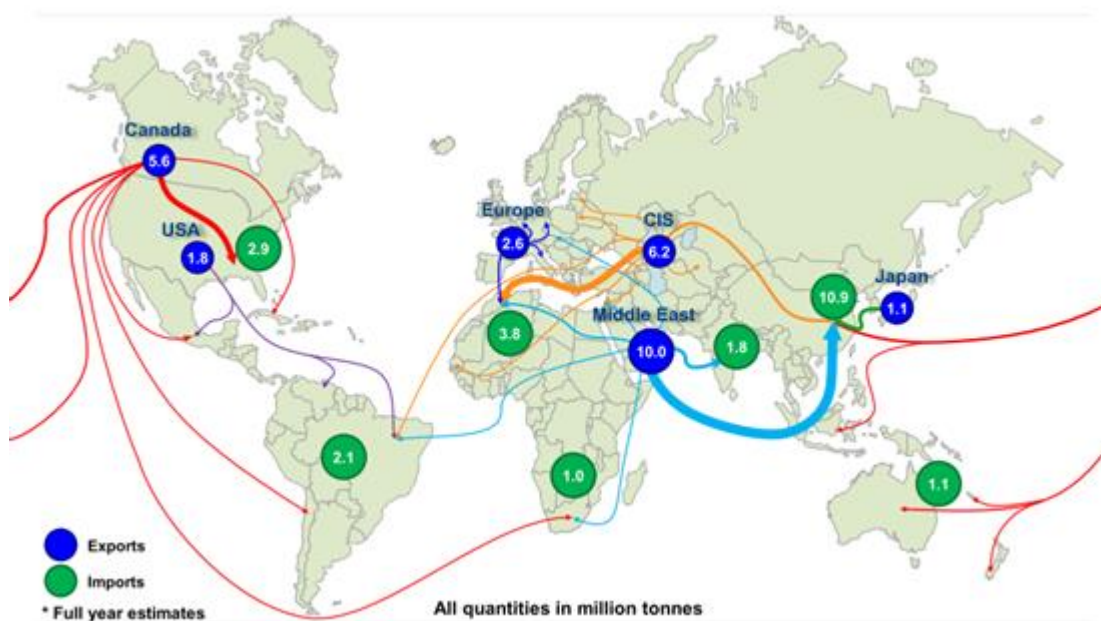 Canada
5.6
USA
1.8
2.9
Europe
2.6
CIS
6.2
Japan
1.1
10.9
3.8
Middle East
10.0
1.8
2.1
1.0
1.1
Exports
Imports
* Full year estimates
All quantities in million tonnes